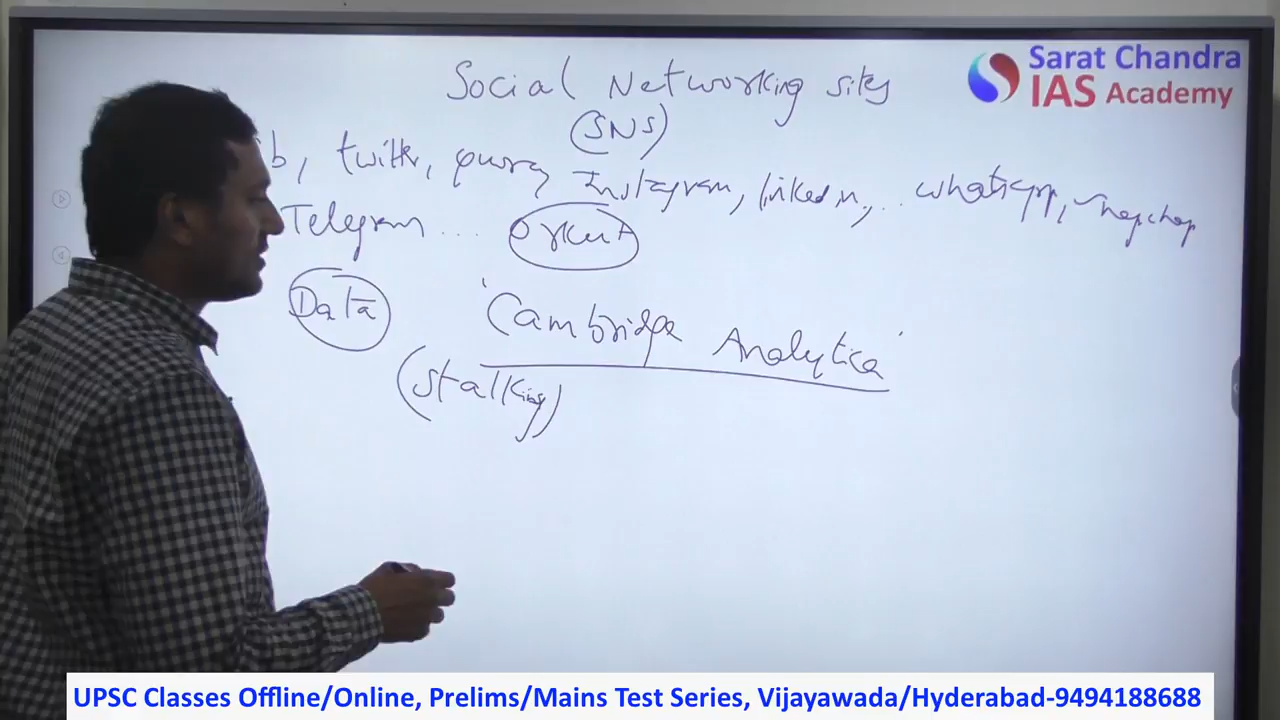 Sarat Chandra
IAS Academy
Social Networking sites
(SNS)
b, twitter, quora, Instagram, linkedin, .. whatsapp, Snapchap
Telegram ... Orkut
Data 'Cambridge Analytica'
(stalking)
UPSC Classes Offline/Online, Prelims/Mains Test Series, Vijayawada/Hyderabad-9494188688